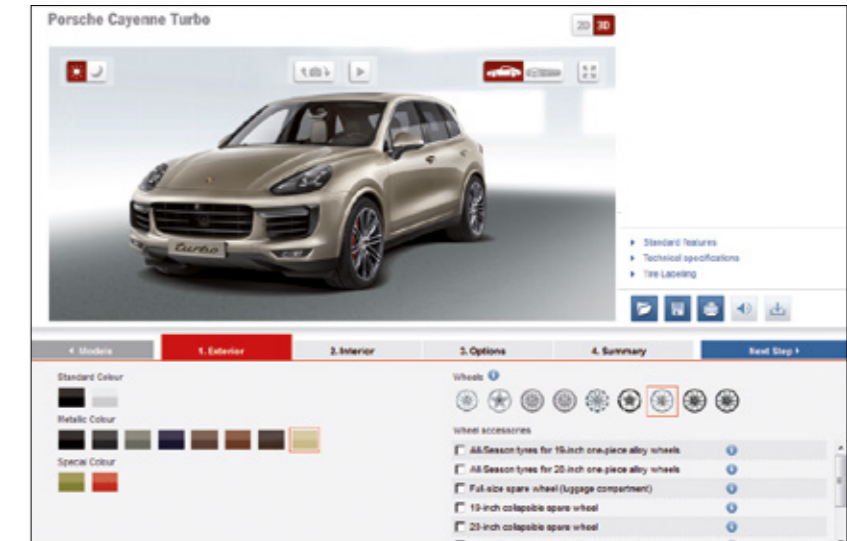 Porsche Cayenne Turbo
2D 3D
turbo
Standard features
Technical specifications
Tire Labeling
Models
1. Exterior
2. Interior
3. Options
4. Summary
Next Step
Standard Colour
Metalic Colour
Special Colour
Wheels
Wheel accessories
All-Season tyres for 19-inch one-piece alloy wheels
All-Season tyres for 20-inch one-piece alloy wheels
Full-size spare wheel (luggage compartment)
19-inch collapsible spare wheel
20-inch collapsible spare wheel